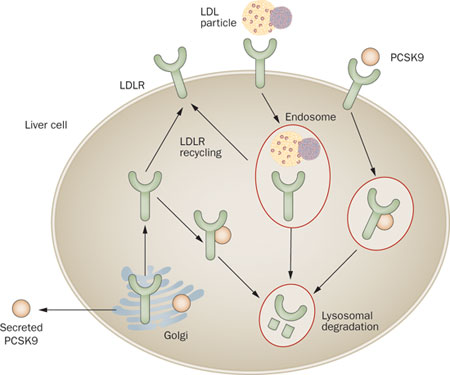 LDL
particle
PCSK9
LDLR
Liver cell
Endosome
LDLR
recycling
Lysosomal
degradation
Secreted
PCSK9
Golgi